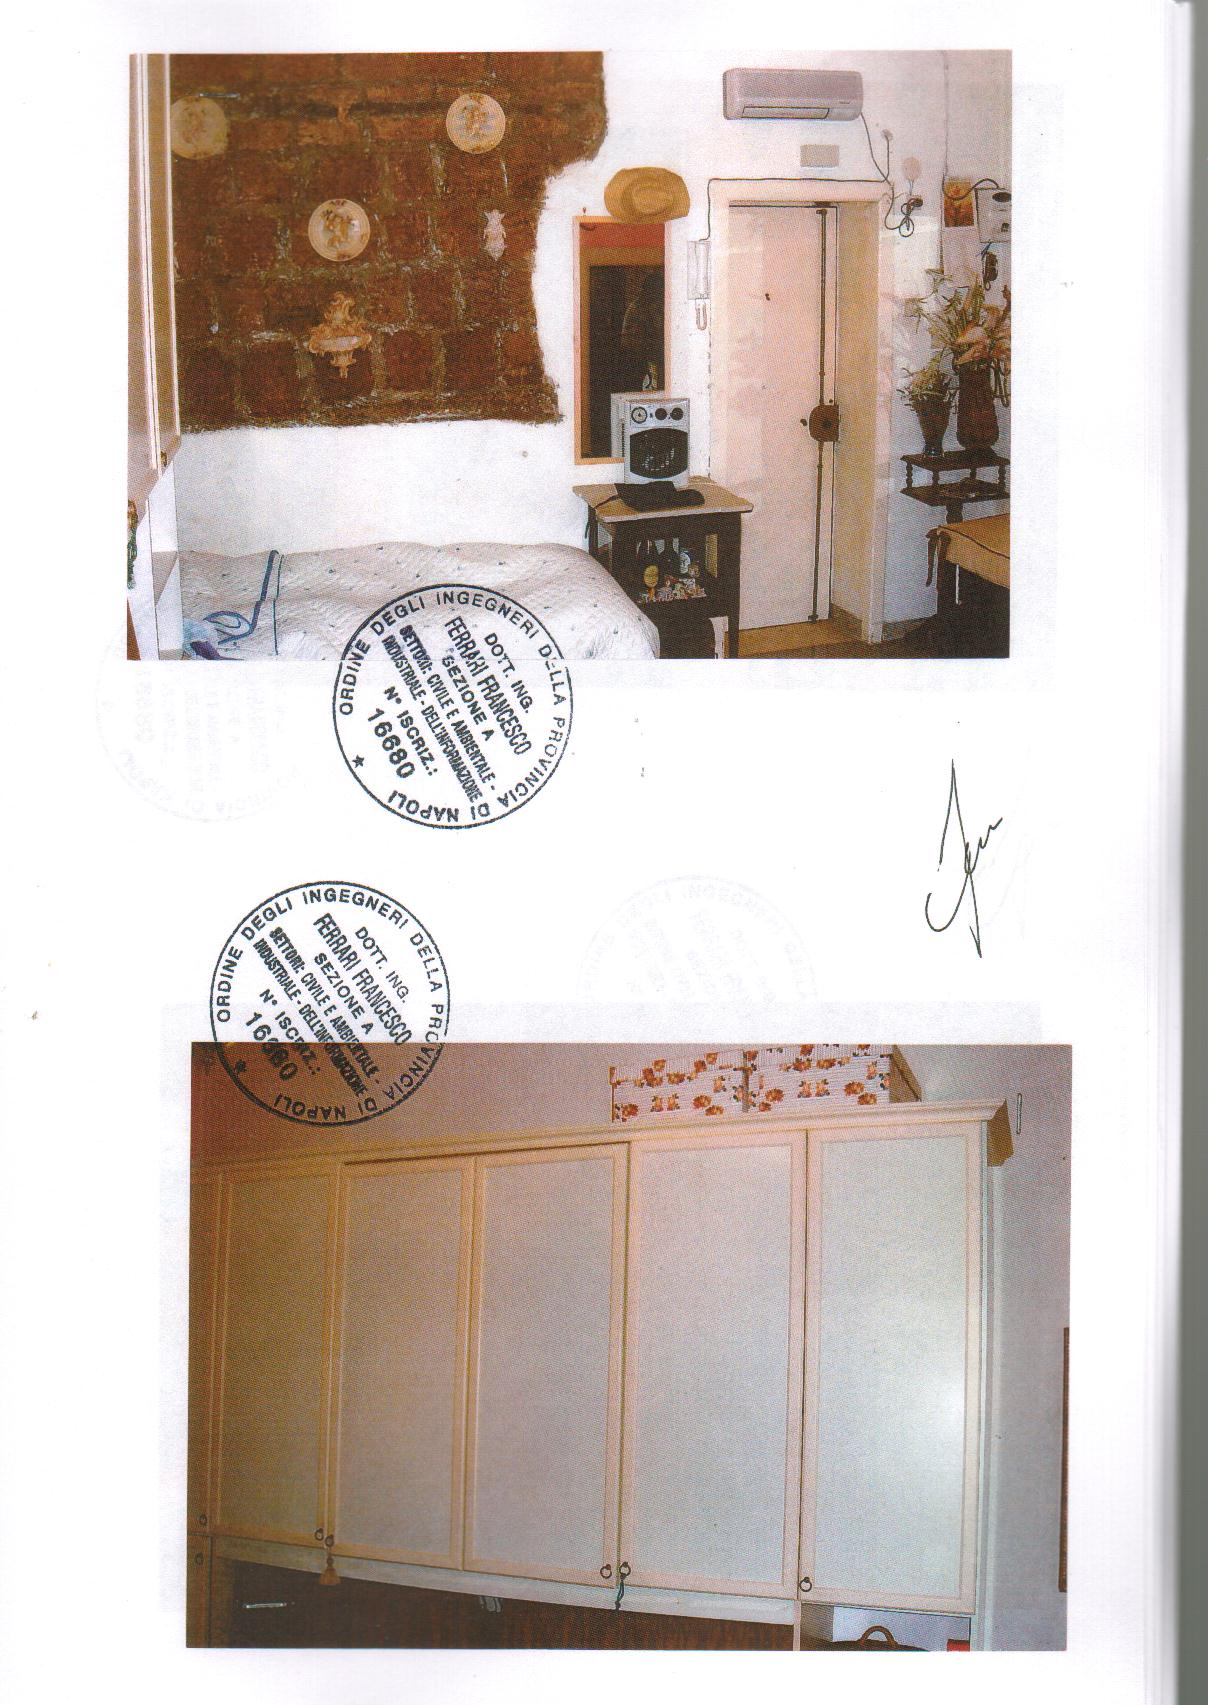 ORDINE DEGLI INGEGNERI DELLA PROVINCIA DI NAPOLI
DOTT. ING.
FERRARI FRANCESCO
SEZIONE A
SETTORI: CIVILE E AMBIENTALE -
INDUSTRIALE - DELL'INFORMAZIONE
N° ISCRIZ.:
16680
ORDINE DEGLI INGEGNERI DELLA PROVINCIA DI NAPOLI
DOTT. ING.
FERRARI FRANCESCO
SEZIONE A
SETTORI: CIVILE E AMBIENTALE -
INDUSTRIALE - DELL'INFORMAZIONE
N° ISCRIZ.:
16680